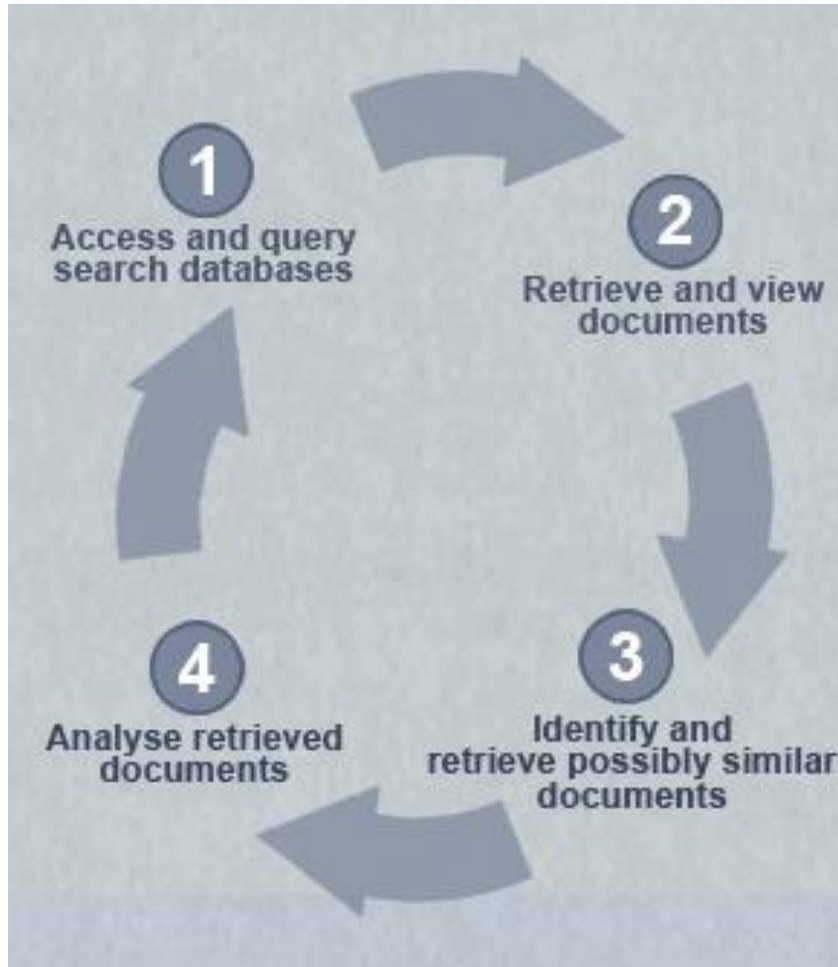 1
Access and query
search databases
2
Retrieve and view
documents
3
Identify and
retrieve possibly similar
documents
4
Analyse retrieved
documents